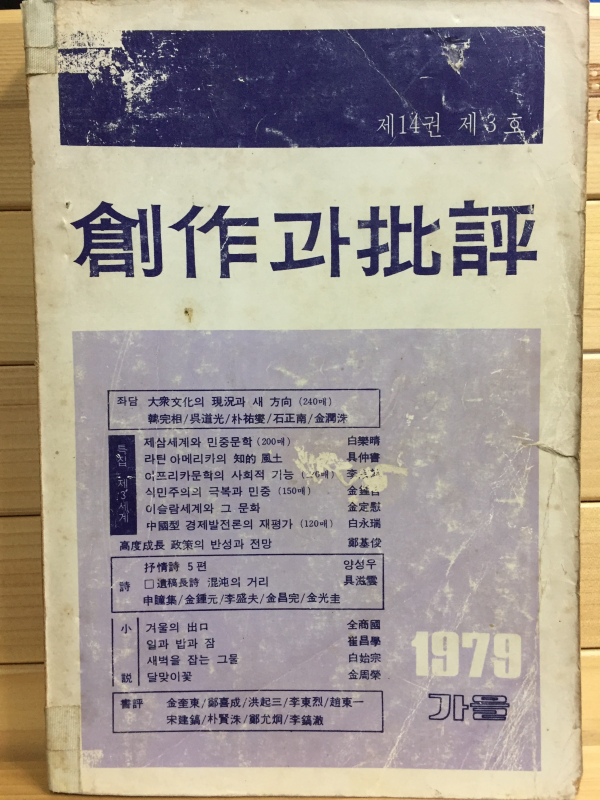 제14권 제3호
創作과批評
좌담 大衆文化의 現況과 새 方向 (240매)
韓完相/吳道光/朴祐燮/石正南/金潤洙
특집 제3세계
제삼세계와 민중문학 (200매) 白樂晴
라틴아메리카의 知的 風土 具仲書
아프리카문학의 사회적 기능 李
식민주의의 극복과 민중 (150매) 金
이슬람세계와 그 문화 金定慰
中國型 경제발전론의 재평가 (120매) 白永瑞
高度成長 政策의 반성과 전망 鄭基俊
詩
抒情詩 5편 양성우
□遺稿長詩 混沌의 거리 具滋雲
申瞳集/金鍾元/李盛夫/金昌完/金光圭
小説
겨울의 出口 全商國
일과 밥과 잠 崔昌學
새벽을 잡는 그물 白始宗
달맞이꽃 金周榮
書評 金奎東/鄭喜成/洪起三/李東烈/趙東一
宋建鎬/朴賢洙/鄭允炯/李鎬澈
1979
가을